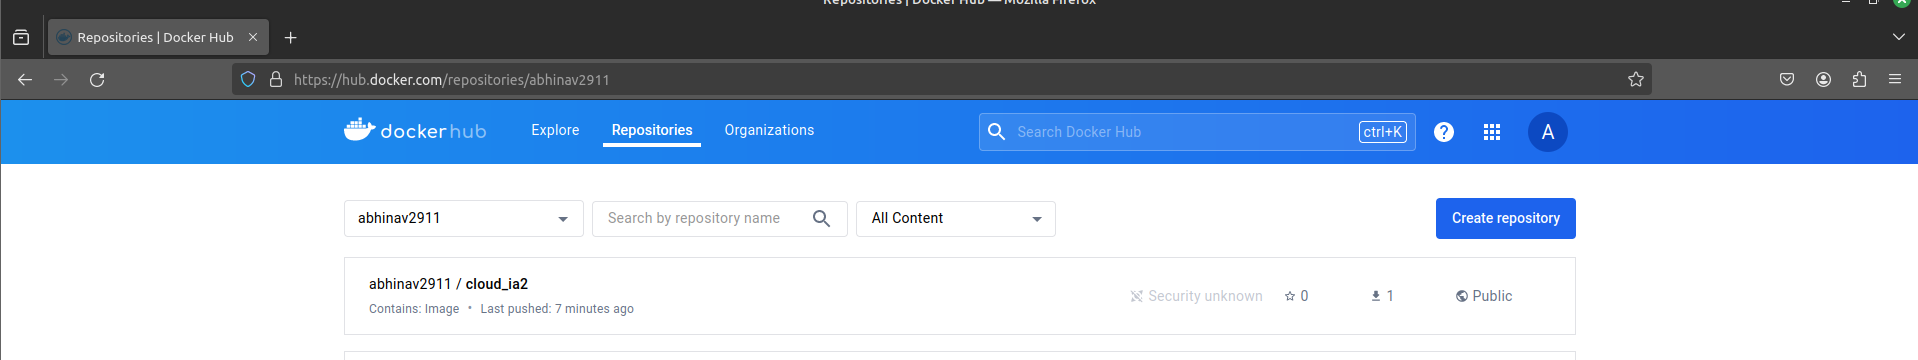 Repositories | Docker Hub — Mozilla Firefox
Repositories | Docker Hub
https://hub.docker.com/repositories/abhinav2911
dockerhub Explore Repositories Organizations Search Docker Hub ctrl+K ? A
abhinav2911 Search by repository name All Content Create repository
abhinav2911 / cloud_ia2
Security unknown 0 1 Public
Contains: Image • Last pushed: 7 minutes ago